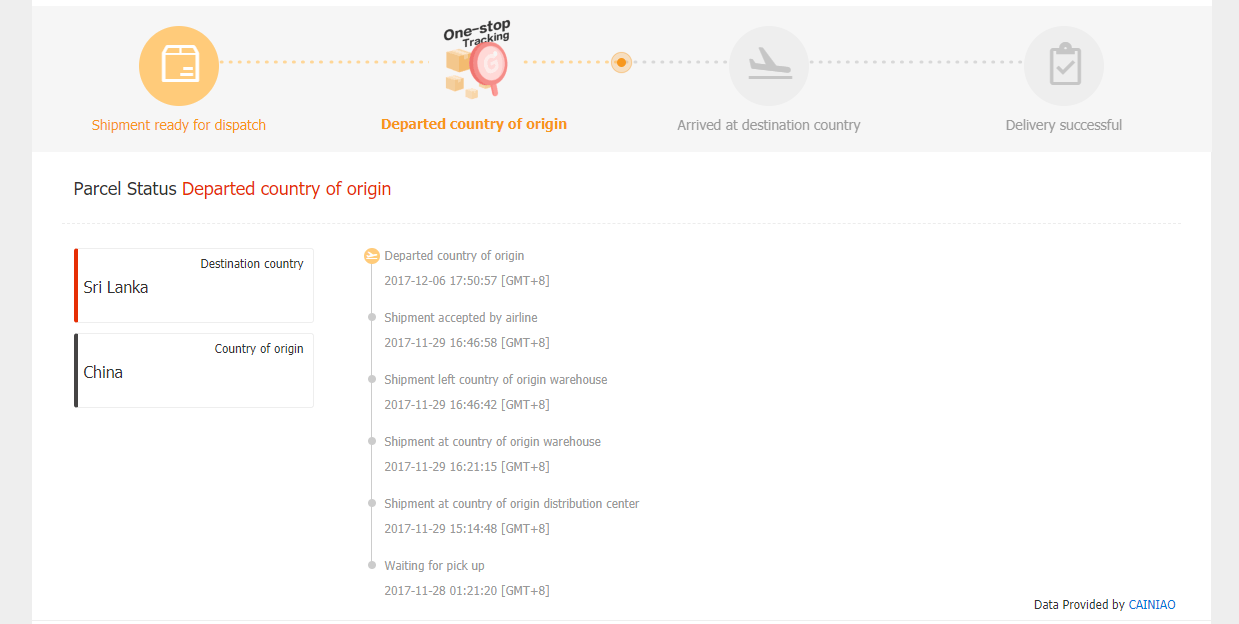 One-stop
Tracking
Shipment ready for dispatch
Departed country of origin
Arrived at destination country
Delivery successful
Parcel Status Departed country of origin
Destination country
Sri Lanka
Country of origin
China
Departed country of origin
2017-12-06 17:50:57 [GMT+8]
Shipment accepted by airline
2017-11-29 16:46:58 [GMT+8]
Shipment left country of origin warehouse
2017-11-29 16:46:42 [GMT+8]
Shipment at country of origin warehouse
2017-11-29 16:21:15 [GMT+8]
Shipment at country of origin distribution center
2017-11-29 15:14:48 [GMT+8]
Waiting for pick up
2017-11-28 01:21:20 [GMT+8]
Data Provided by CAINIAO